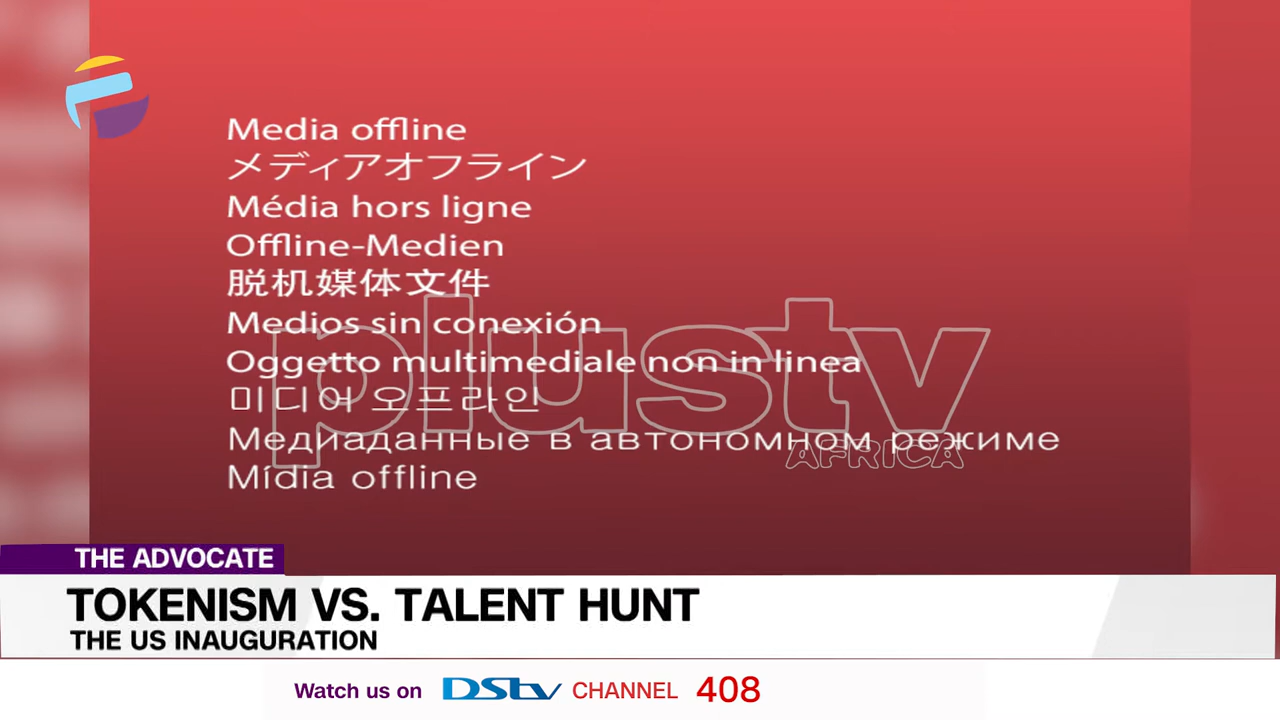 Media offline
メディアオフライン
Média hors ligne
Offline-Medien
脱机媒体文件
Medios sin conexión
Oggetto multimediale non in linea
미디어 오프라인
Медиаданные в автономном режиме
Mídia offline
plustv
AFRICA
THE ADVOCATE
TOKENISM VS. TALENT HUNT
THE US INAUGURATION
Watch us on DStv CHANNEL 408